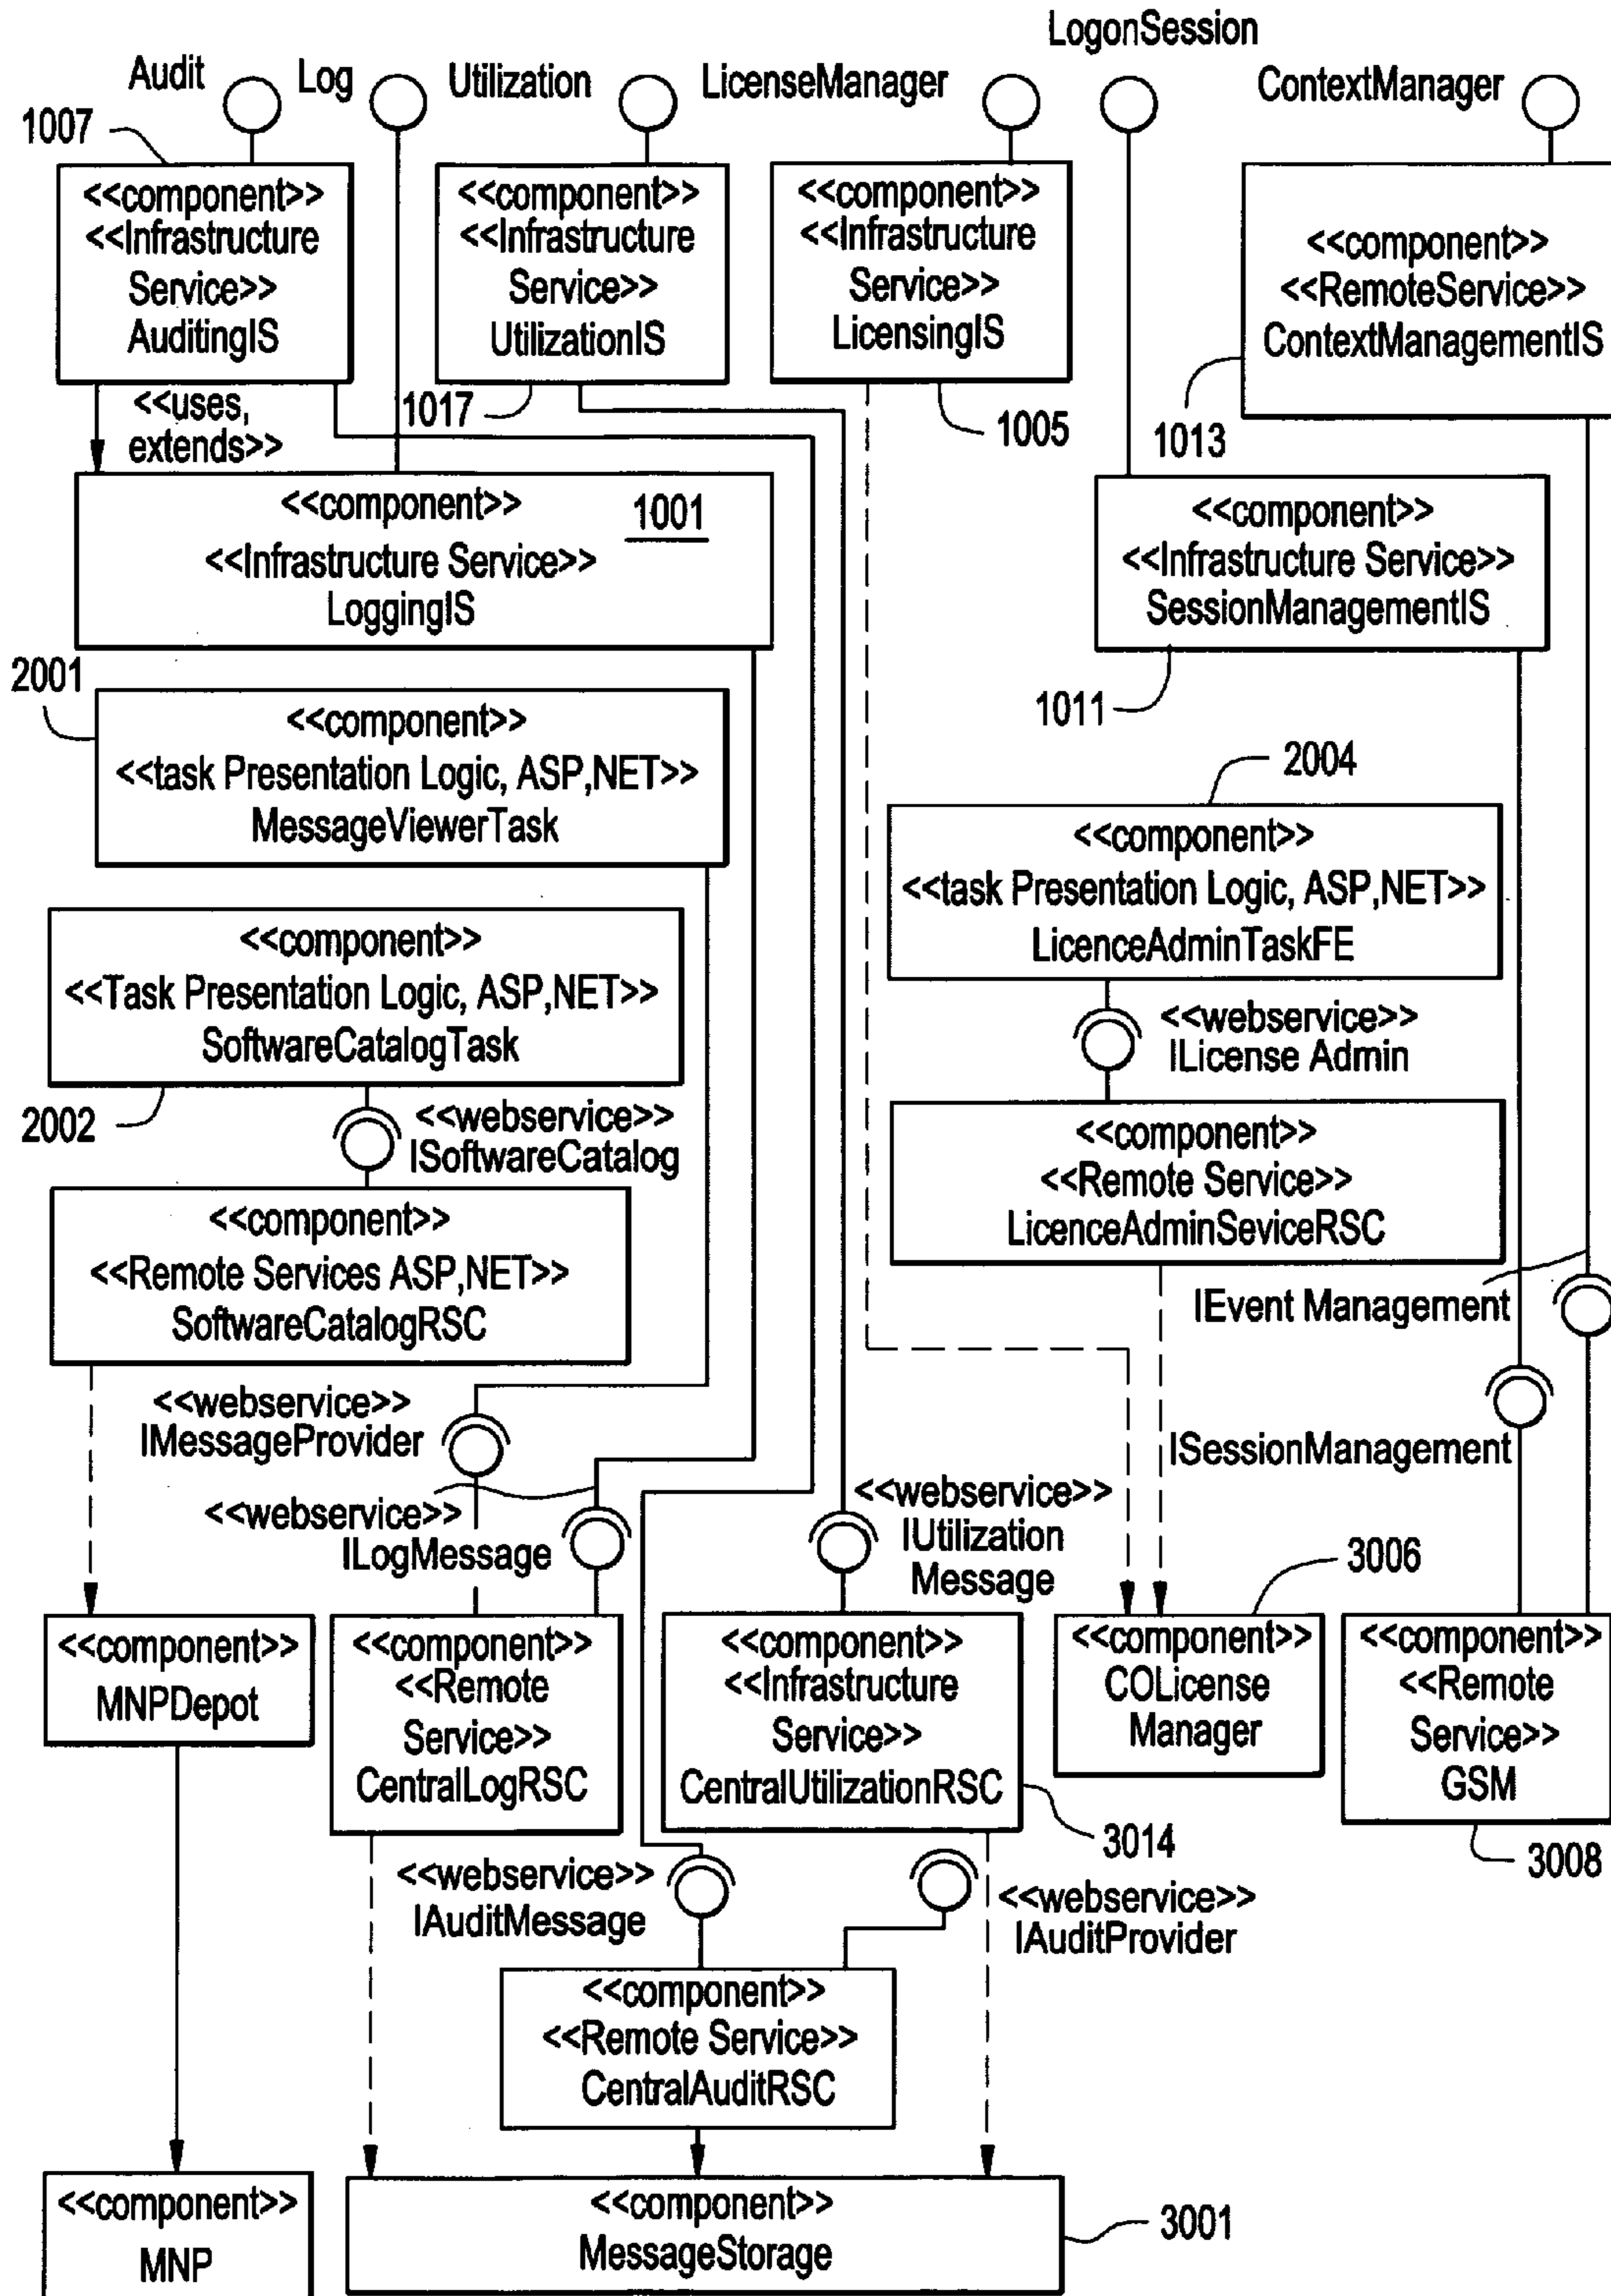 LogonSession
Audit
Log
Utilization
LicenseManager
ContextManager
1007
<<component>>
<<Infrastructure
Service>>
AuditingIS
<<component>>
<<Infrastructure
Service>>
UtilizationIS
<<component>>
<<Infrastructure
Service>>
LicensingIS
<<component>>
<<RemoteService>>
ContextManagementIS
<<uses,
extends>>
1017
1005
1013
<<component>>
1001
<<Infrastructure Service>>
LoggingIS
<<component>>
<<Infrastructure Service>>
SessionManagementIS
1011
2001
<<component>>
<<task Presentation Logic, ASP,NET>>
MessageViewerTask
2004
<<component>>
<<task Presentation Logic, ASP,NET>>
LicenceAdminTaskFE
<<component>>
<<Task Presentation Logic, ASP,NET>>
SoftwareCatalogTask
2002
<<webservice>>
ILicense Admin
<<webservice>>
ISoftwareCatalog
<<component>>
<<Remote Service>>
LicenceAdminSeviceRSC
<<component>>
<<Remote Services ASP,NET>>
SoftwareCatalogRSC
IEvent Management
<<webservice>>
IMessageProvider
ISessionManagement
<<webservice>>
ILogMessage
<<webservice>>
IUtilization
Message
3006
<<component>>
MNPDepot
<<component>>
<<Remote
Service>>
CentralLogRSC
<<component>>
<<Infrastructure
Service>>
CentralUtilizationRSC
<<component>>
COLicense
Manager
<<component>>
<<Remote
Service>>
GSM
3014
3008
<<webservice>>
IAuditMessage
<<webservice>>
IAuditProvider
<<component>>
<<Remote Service>>
CentralAuditRSC
<<component>>
MNP
<<component>>
MessageStorage
3001